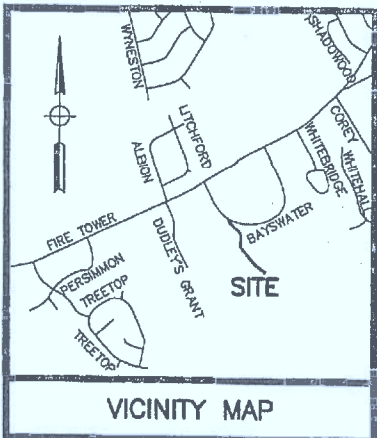 WYNESTON
SHADOWOOD
LITCHFORD
ALBION
COREY
WHITEBRIDGE
WHITEHALL
FIRE TOWER
DUDLEY'S GRANT
BAYSWATER
PERSIMMON
TREETOP
SITE
TREETOP
VICINITY MAP